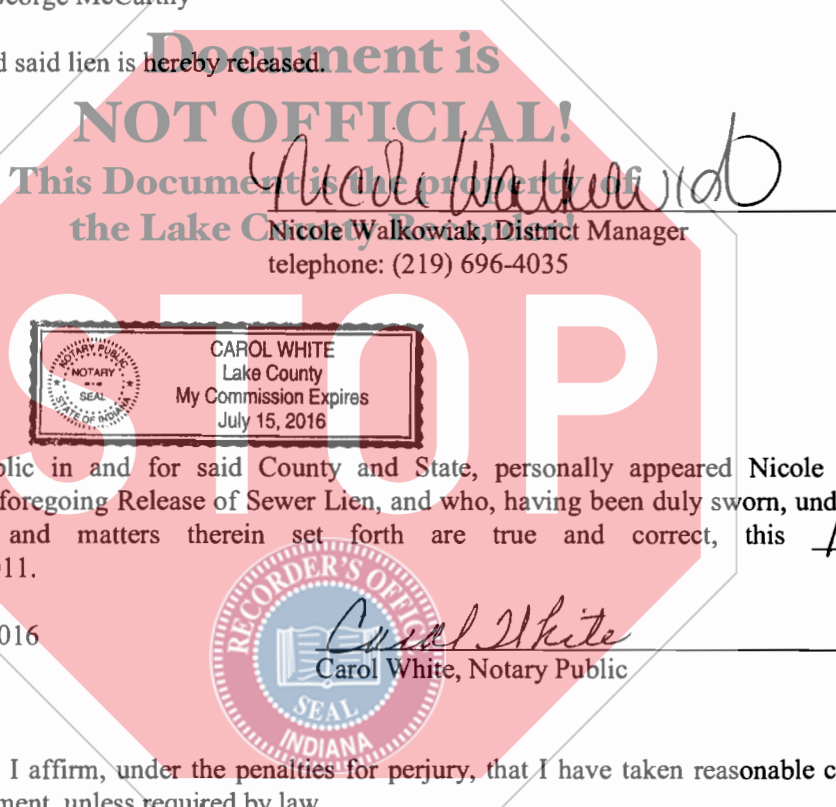 George McCarthy
d said lien is hereby released.
Document is
NOT OFFICIAL!
This Document is the property of
the Lake County Recorder!
Nicole Walkowiak
Nicole Walkowiak, District Manager
telephone: (219) 696-4035
STOP
NOTARY PUBLIC
NOTARY
SEAL
STATE OF INDIANA
CAROL WHITE
Lake County
My Commission Expires
July 15, 2016
blic in and for said County and State, personally appeared Nicole
foregoing Release of Sewer Lien, and who, having been duly sworn, und
and matters therein set forth are true and correct, this
011.
016
Carol White
Carol White, Notary Public
RECORDER'S OFFICE
SEAL
INDIANA
I affirm, under the penalties for perjury, that I have taken reasonable c
ment, unless required by law